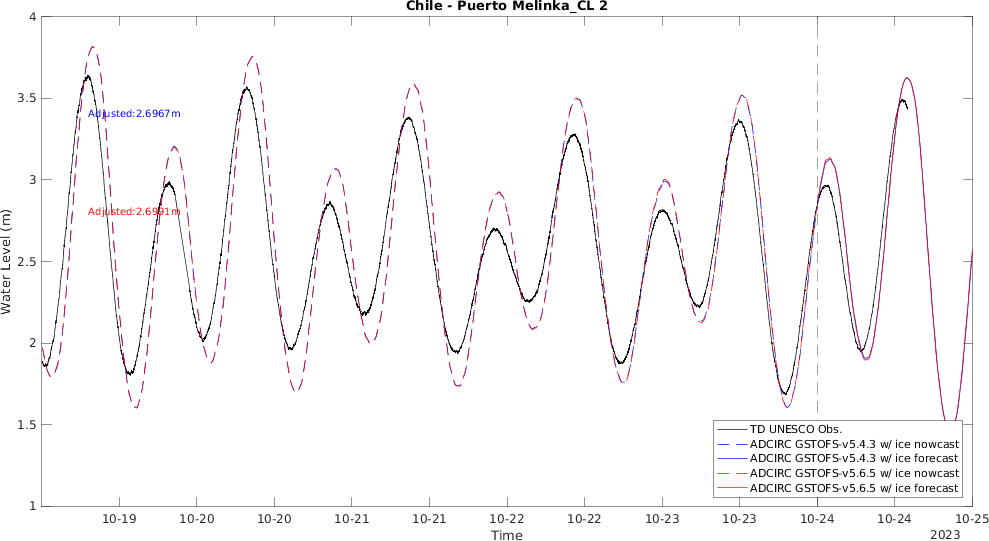 Chile - Puerto Melinka_CL 2
4
3.5
3
2.5
2
1.5
1
Water Level (m)
Adjusted:2.6967m
Adjusted:2.6991m
TD UNESCO Obs.
ADCIRC GSTOFS-v5.4.3 w/ ice nowcast
ADCIRC GSTOFS-v5.4.3 w/ ice forecast
ADCIRC GSTOFS-v5.6.5 w/ ice nowcast
ADCIRC GSTOFS-v5.6.5 w/ ice forecast
10-19 10-20 10-20 10-21 10-21 10-22 10-22 10-23 10-23 10-24 10-24 10-25
Time
2023